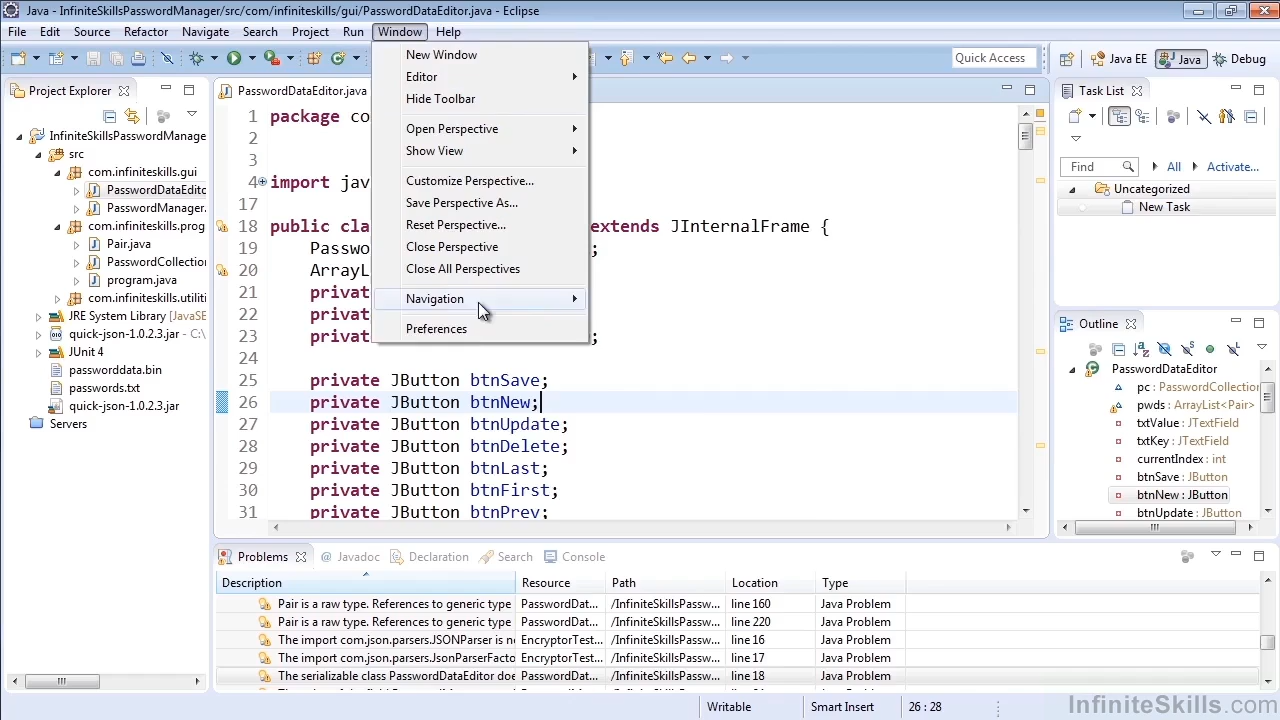 Java - InfiniteSkillsPasswordManager/src/com/infiniteskills/gui/PasswordDataEditor.java - Eclipse
File Edit Source Refactor Navigate Search Project Run Window Help
Quick Access
Java EE
Java
Debug
Project Explorer
InfiniteSkillsPasswordManage
src
com.infiniteskills.gui
PasswordDataEditc
PasswordManager.
com.infiniteskills.prog
Pair.java
PasswordCollectior
program.java
com.infiniteskills.utiliti
JRE System Library [JavaSE
quick-json-1.0.2.3.jar - C:\
JUnit 4
passworddata.bin
passwords.txt
quick-json-1.0.2.3.jar
Servers
PasswordDataEditor.java
1 package co
2
3
4 import jav
17
18 public cla extends JInternalFrame {
19 Passw ;
20 ArrayL
21 priva
22 priva
23 priva ;
24
25 private JButton btnSave;
26 private JButton btnNew;
27 private JButton btnUpdate;
28 private JButton btnDelete;
29 private JButton btnLast;
30 private JButton btnFirst;
31 private JButton btnPrev;
New Window
Editor
Hide Toolbar
Open Perspective
Show View
Customize Perspective...
Save Perspective As...
Reset Perspective...
Close Perspective
Close All Perspectives
Navigation
Preferences
Task List
Find
All
Activate...
Uncategorized
New Task
Outline
PasswordDataEditor
pc : PasswordCollection
pwds : ArrayList<Pair>
txtValue : JTextField
txtKey : JTextField
currentIndex : int
btnSave : JButton
btnNew : JButton
btnUpdate : JButton
Problems
@ Javadoc
Declaration
Search
Console
Description Resource Path Location Type
Pair is a raw type. References to generic type PasswordDat... /InfiniteSkillsPassw... line 160 Java Problem
Pair is a raw type. References to generic type PasswordDat... /InfiniteSkillsPassw... line 220 Java Problem
The import com.json.parsers.JSONParser is ne EncryptorTest... /InfiniteSkillsPassw... line 16 Java Problem
The import com.json.parsers.JsonParserFacto EncryptorTest... /InfiniteSkillsPassw... line 17 Java Problem
The serializable class PasswordDataEditor doe PasswordDat... /InfiniteSkillsPassw... line 18 Java Problem
Writable
Smart Insert
26 : 28
InfiniteSkills.com